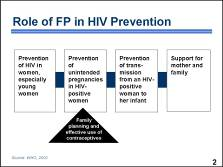 Role of FP in HIV Prevention
Prevention
of HIV in
women,
especially
young
women
Prevention
of
unintended
pregnancies
in HIV-
positive
women
Prevention
of trans-
mission
from an HIV-
positive
woman to
her infant
Support for
mother and
family
Family
planning and
effective use of
contraceptives
Source: WHO, 2003
2